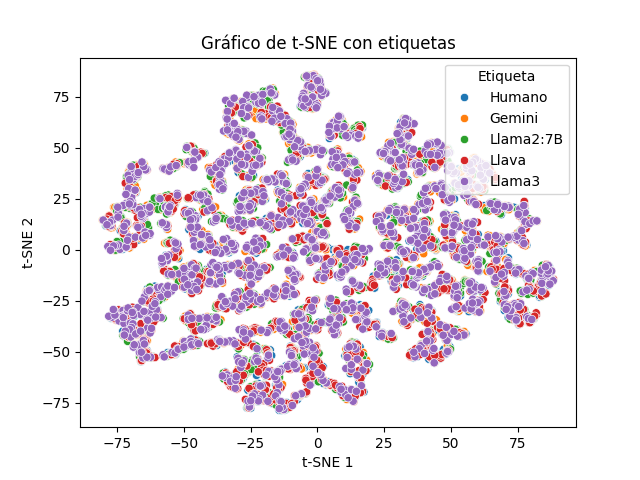 Gráfico de t-SNE con etiquetas
Etiqueta
Humano
Gemini
Llama2:7B
Llava
Llama3
75
50
25
0
−25
−50
−75
t-SNE 2
−75
−50
−25
0
25
50
75
t-SNE 1